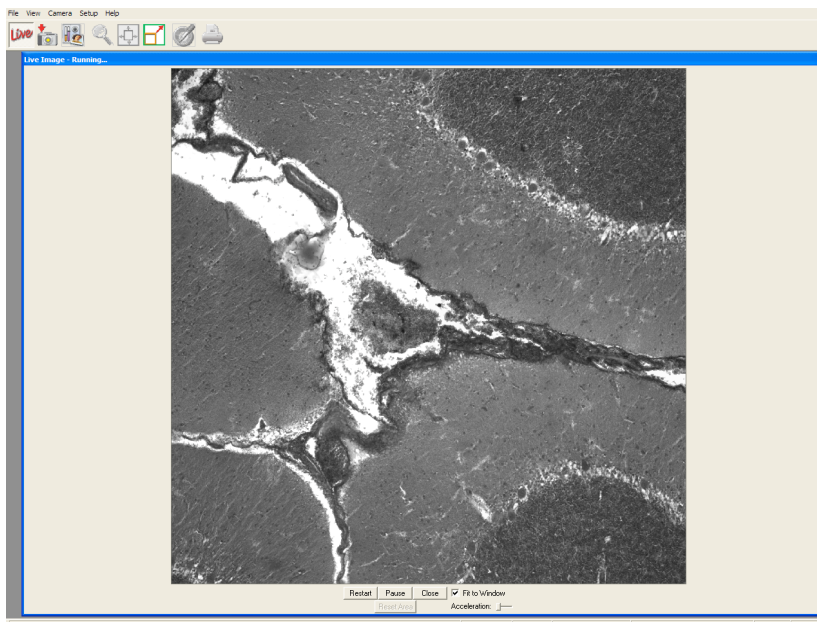 File View Camera Setup Help
Live
Live Image - Running...
Restart Pause Close Fit to Window
Reset Area Acceleration: